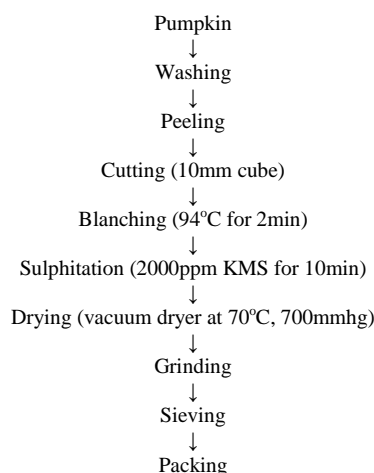 Pumpkin
↓
Washing
↓
Peeling
↓
Cutting (10mm cube)
↓
Blanching (94°C for 2min)
↓
Sulphitation (2000ppm KMS for 10min)
↓
Drying (vacuum dryer at 70°C, 700mmhg)
↓
Grinding
↓
Sieving
↓
Packing